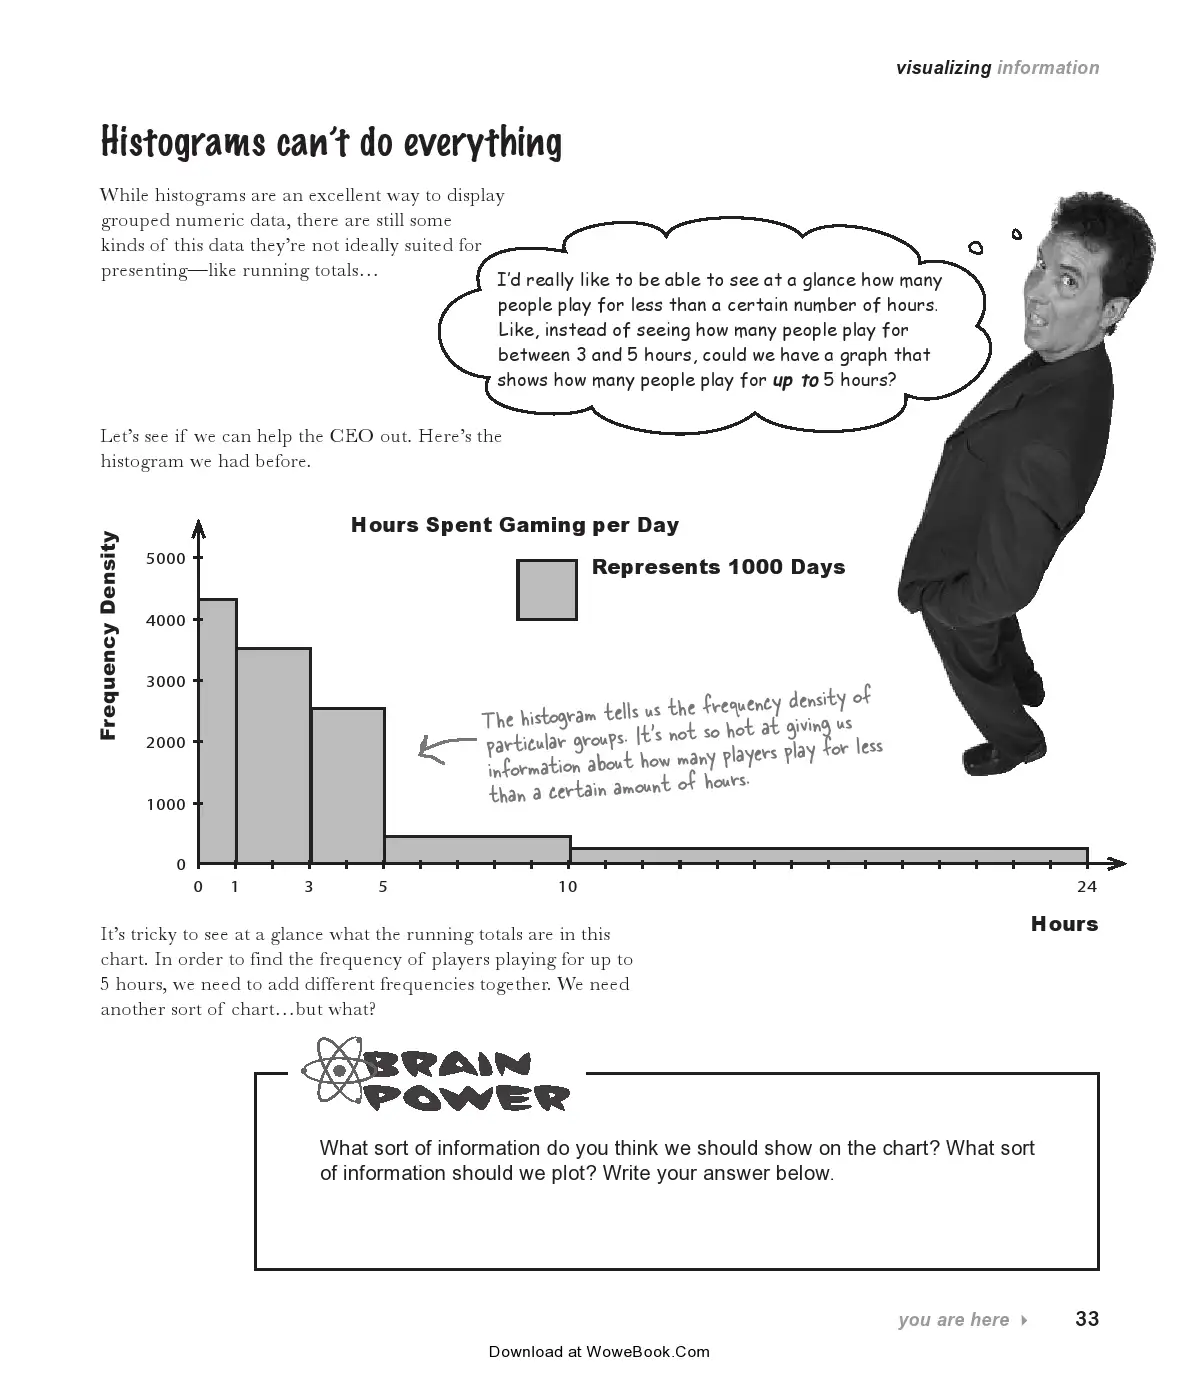 visualizing information
Histograms can't do everything
While histograms are an excellent way to display
grouped numeric data, there are still some
kinds of this data they're not ideally suited for
presenting—like running totals…
I'd really like to be able to see at a glance how many
people play for less than a certain number of hours.
Like, instead of seeing how many people play for
between 3 and 5 hours, could we have a graph that
shows how many people play for up to 5 hours?
Let's see if we can help the CEO out. Here's the
histogram we had before.
Hours Spent Gaming per Day
Represents 1000 Days
Frequency Density
5000
4000
3000
2000
1000
0
The histogram tells us the frequency density of
particular groups. It's not so hot at giving us
information about how many players play for less
than a certain amount of hours.
0 1 3 5 10 24
Hours
It's tricky to see at a glance what the running totals are in this
chart. In order to find the frequency of players playing for up to
5 hours, we need to add different frequencies together. We need
another sort of chart…but what?
BRAIN
POWER
What sort of information do you think we should show on the chart? What sort
of information should we plot? Write your answer below.
you are here 33
Download at WoweBook.Com